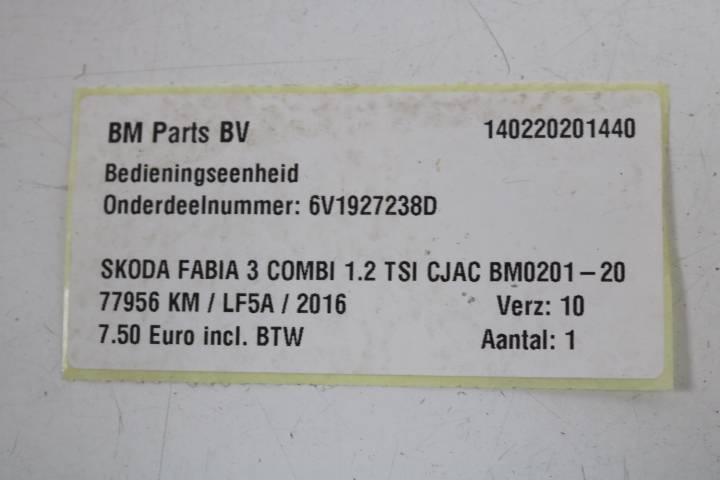 BM Parts BV 140220201440
Bedieningseenheid
Onderdeelnummer: 6V1927238D
SKODA FABIA 3 COMBI 1.2 TSI CJAC BM0201-20
77956 KM / LF5A / 2016 Verz: 10
7.50 Euro incl. BTW Aantal: 1